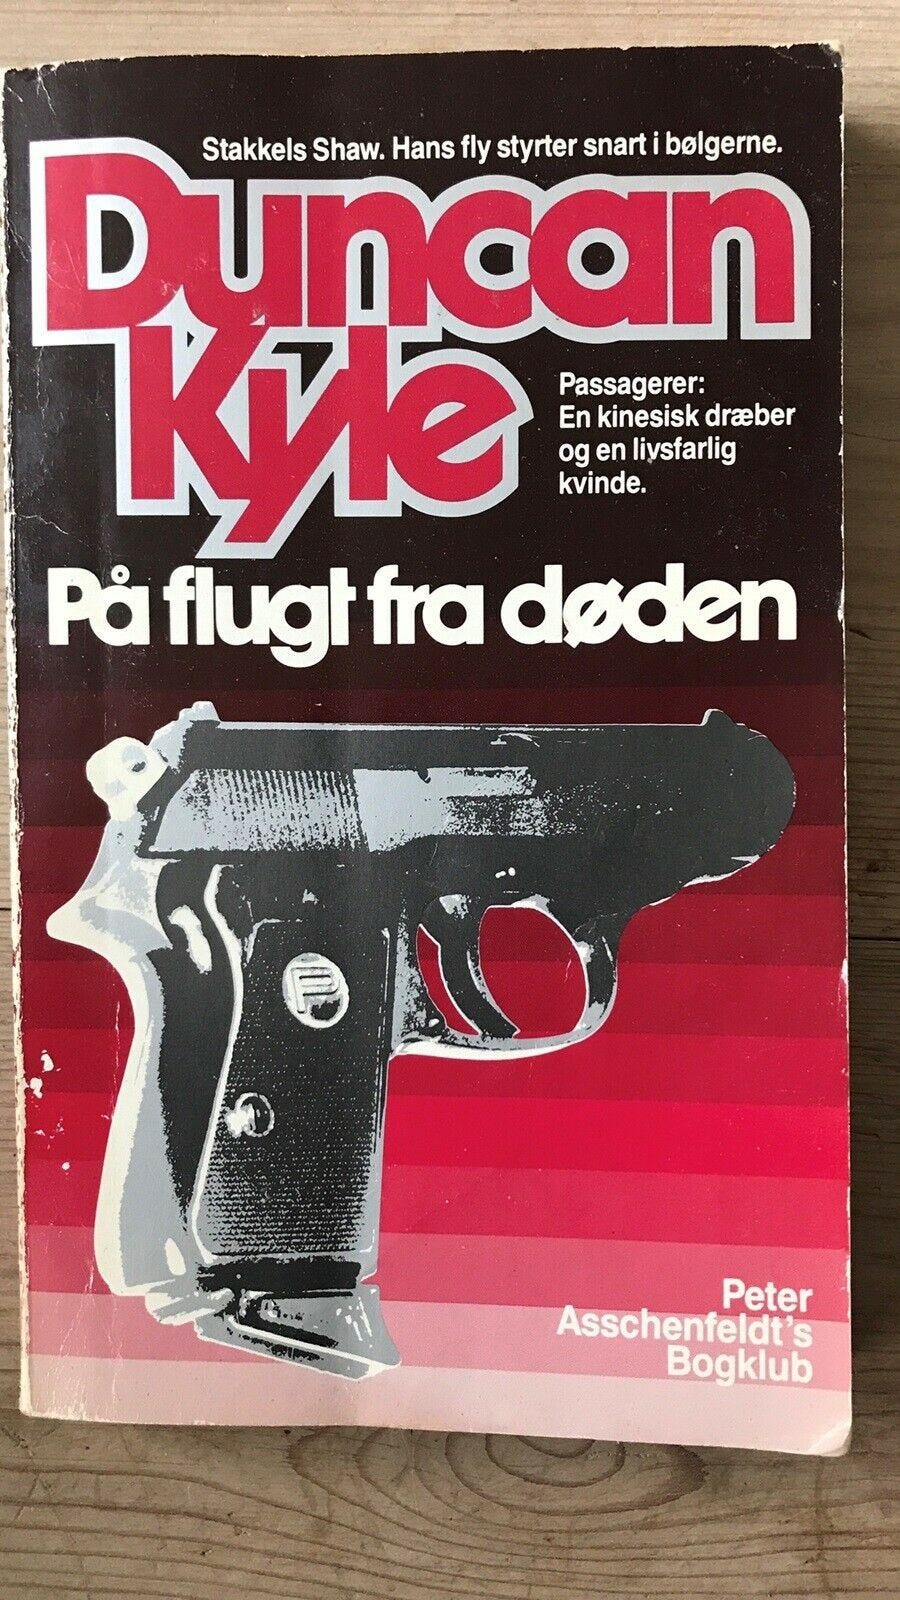 Stakkels Shaw. Hans fly styrter snart i bølgerne.
Duncan
Kyle
Passagerer:
En kinesisk dræber
og en livsfarlig
kvinde.
På flugt fra døden
P
Peter
Asschenfeldt's
Bogklub